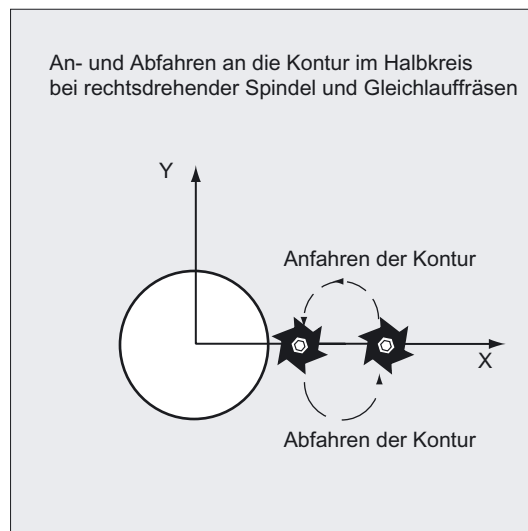 An- und Abfahren an die Kontur im Halbkreis
bei rechtsdrehender Spindel und Gleichlauffräsen
Y
Anfahren der Kontur
X
Abfahren der Kontur